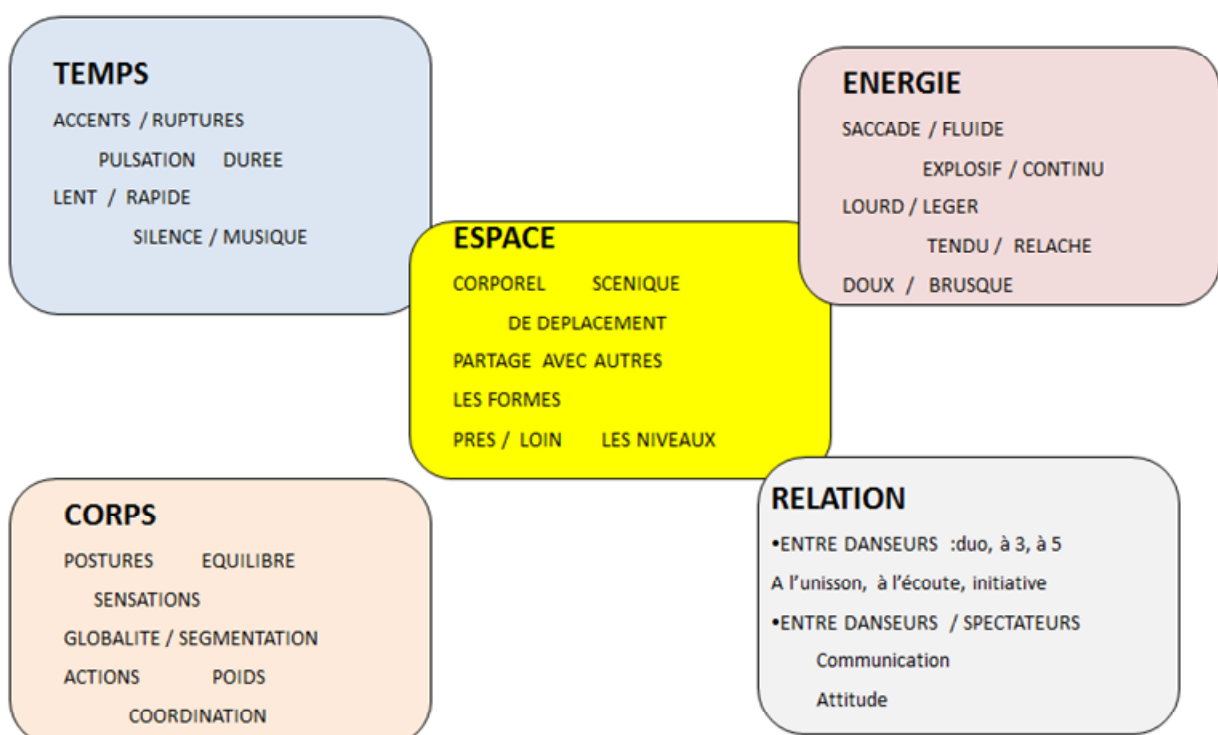 TEMPS
ACCENTS / RUPTURES
PULSATION DUREE
LENT / RAPIDE
SILENCE / MUSIQUE
ENERGIE
SACCADE / FLUIDE
EXPLOSIF / CONTINU
LOURD / LEGER
TENDU / RELACHE
DOUX / BRUSQUE
ESPACE
CORPOREL SCENIQUE
DE DEPLACEMENT
PARTAGE AVEC AUTRES
LES FORMES
PRES / LOIN LES NIVEAUX
CORPS
POSTURES EQUILIBRE
SENSATIONS
GLOBALITE / SEGMENTATION
ACTIONS POIDS
COORDINATION
RELATION
•ENTRE DANSEURS :duo, à 3, à 5
A l'unisson, à l'écoute, initiative
•ENTRE DANSEURS / SPECTATEURS
Communication
Attitude